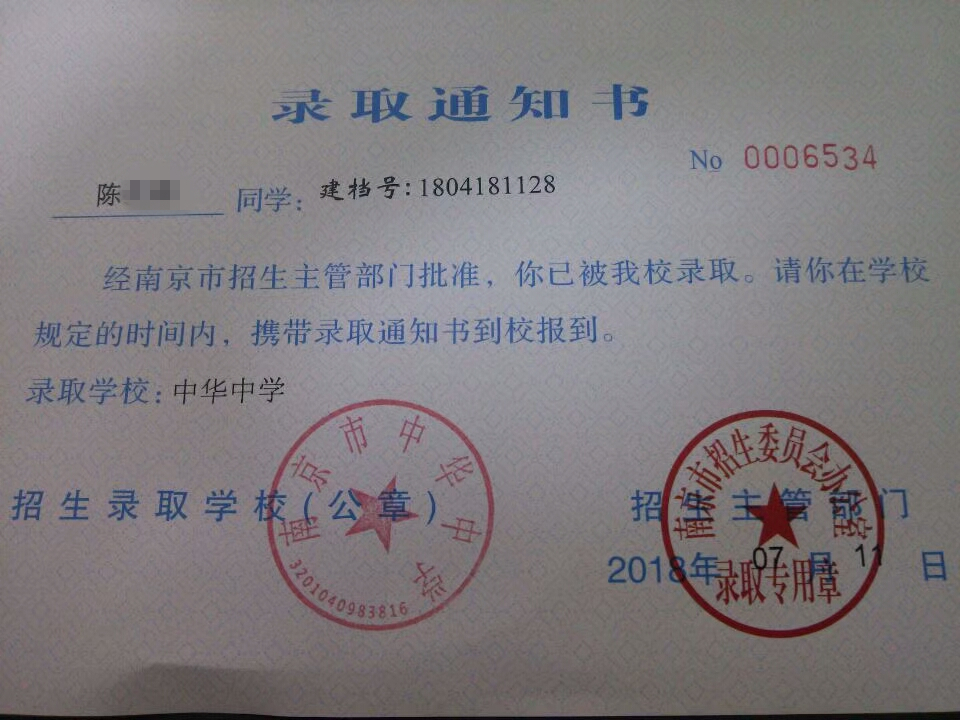 录取通知书
No 0006534
陈 同学：建档号：1804181128
经南京市招生主管部门批准，你已被我校录取。请你在学校
规定的时间内，携带录取通知书到校报到。
录取学校：中华中学
南京市中华中学
3201040983816
南京市招生委员会办公室
录取专用章
招生录取学校（公章）
招生主管部门
2018年07月11日